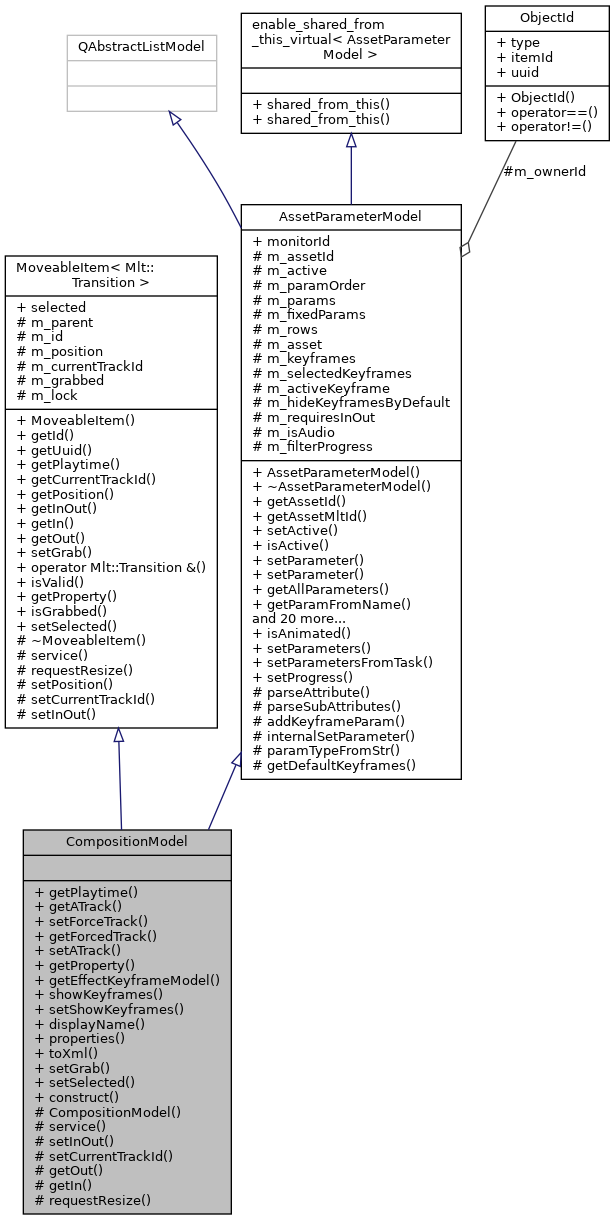 QAbstractListModel
enable_shared_from
_this_virtual< AssetParameter
Model >
+ shared_from_this()
+ shared_from_this()
ObjectId
+ type
+ itemId
+ uuid
+ ObjectId()
+ operator==()
+ operator!=()
#m_ownerId
AssetParameterModel
+ monitorId
# m_assetId
# m_active
# m_paramOrder
# m_params
# m_fixedParams
# m_rows
# m_asset
# m_keyframes
# m_selectedKeyframes
# m_activeKeyframe
# m_hideKeyframesByDefault
# m_requiresInOut
# m_isAudio
# m_filterProgress
+ AssetParameterModel()
+ ~AssetParameterModel()
+ getAssetId()
+ getAssetMltId()
+ setActive()
+ isActive()
+ setParameter()
+ setParameter()
+ getAllParameters()
+ getParamFromName()
and 20 more...
+ isAnimated()
+ setParameters()
+ setParametersFromTask()
+ setProgress()
# parseAttribute()
# parseSubAttributes()
# addKeyframeParam()
# internalSetParameter()
# paramTypeFromStr()
# getDefaultKeyframes()
MoveableItem< Mlt::
Transition >
+ selected
# m_parent
# m_id
# m_position
# m_currentTrackId
# m_grabbed
# m_lock
+ MoveableItem()
+ getId()
+ getUuid()
+ getPlaytime()
+ getCurrentTrackId()
+ getPosition()
+ getInOut()
+ getIn()
+ getOut()
+ setGrab()
+ operator Mlt::Transition &()
+ isValid()
+ getProperty()
+ isGrabbed()
+ setSelected()
# ~MoveableItem()
# service()
# requestResize()
# setPosition()
# setCurrentTrackId()
# setInOut()
CompositionModel
+ getPlaytime()
+ getATrack()
+ setForceTrack()
+ getForcedTrack()
+ setATrack()
+ getProperty()
+ getEffectKeyframeModel()
+ showKeyframes()
+ setShowKeyframes()
+ displayName()
+ properties()
+ toXml()
+ setGrab()
+ setSelected()
+ construct()
# CompositionModel()
# service()
# setInOut()
# setCurrentTrackId()
# getOut()
# getIn()
# requestResize()